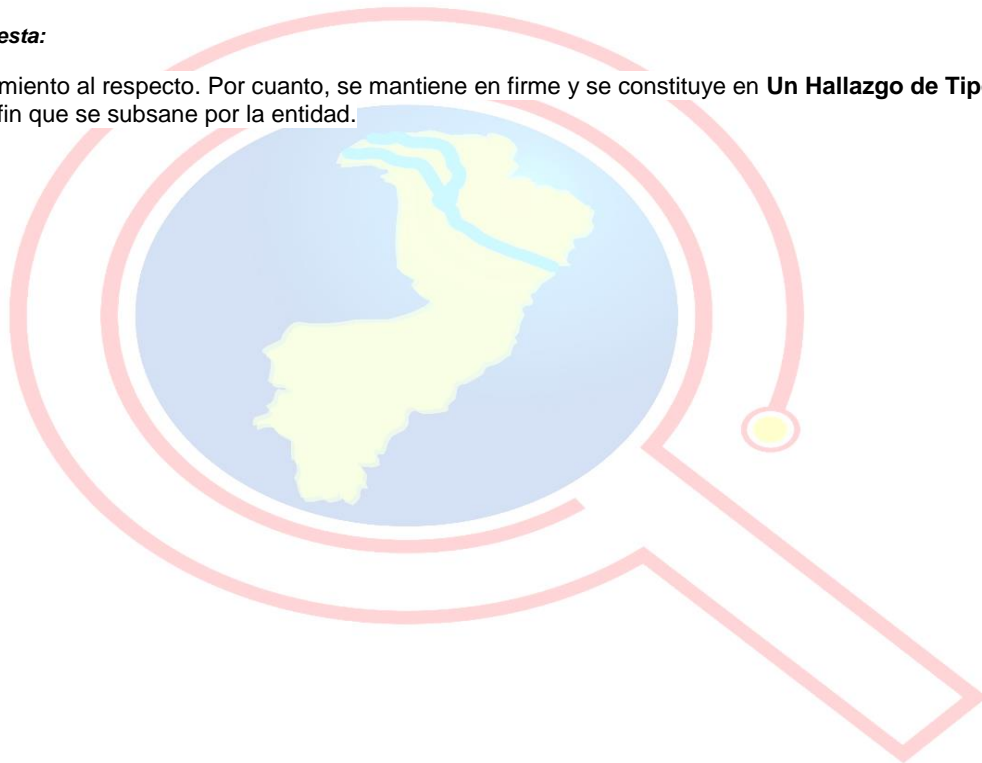 esta:
miento al respecto. Por cuanto, se mantiene en firme y se constituye en Un Hallazgo de Tip
fin que se subsane por la entidad.